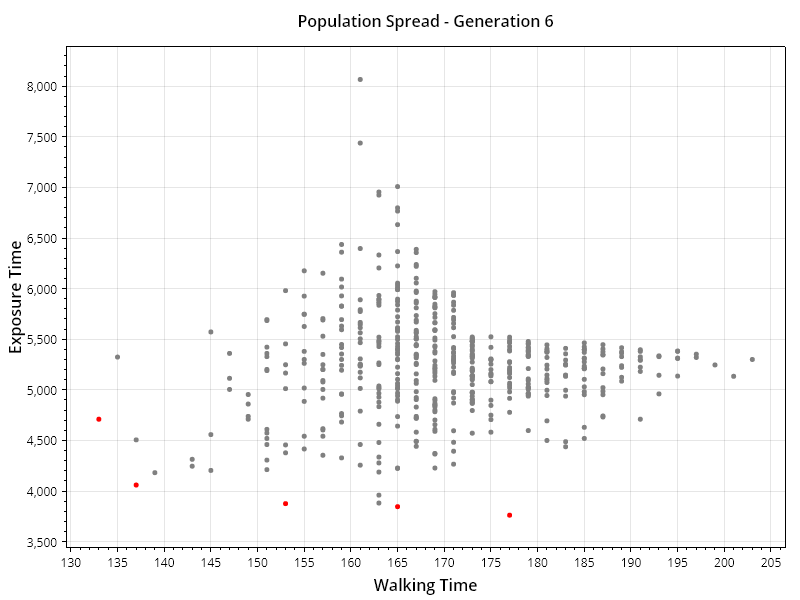 Population Spread - Generation 6
Exposure Time
8,000
7,500
7,000
6,500
6,000
5,500
5,000
4,500
4,000
3,500
130 135 140 145 150 155 160 165 170 175 180 185 190 195 200 205
Walking Time